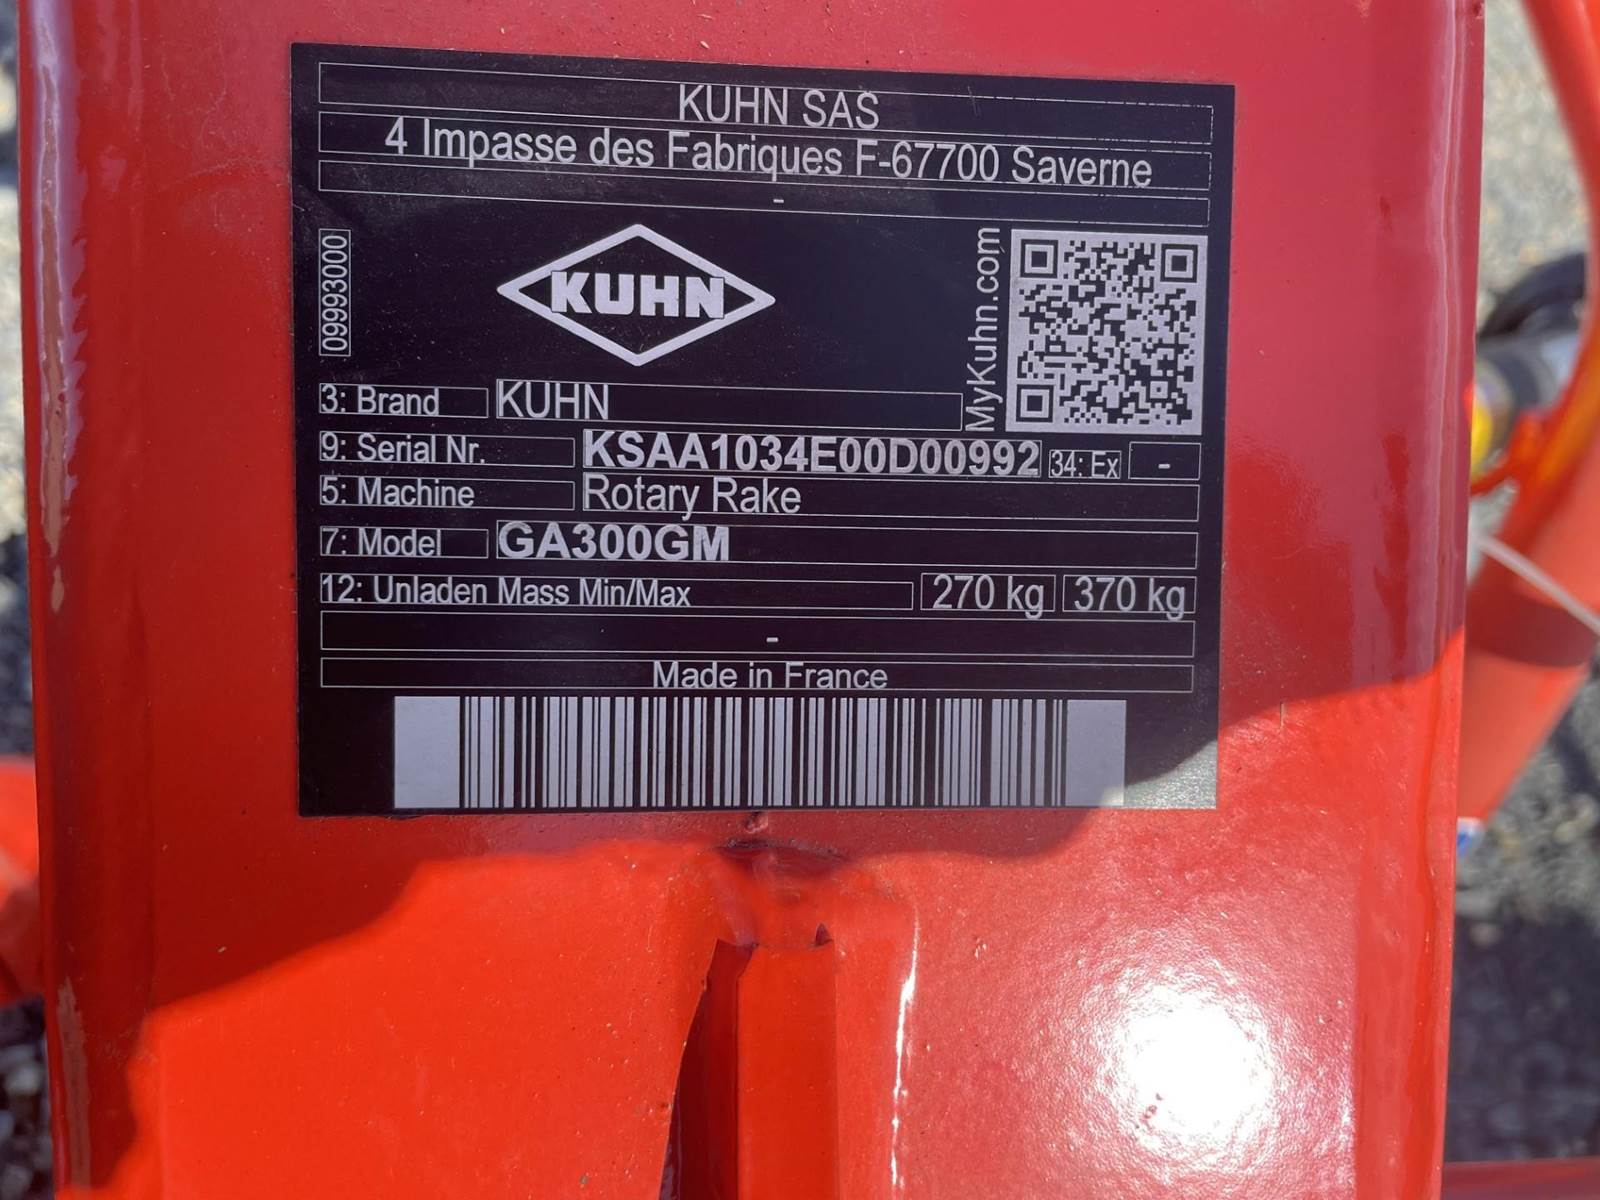 KUHN SAS
4 Impasse des Fabriques F-67700 Saverne
-
09993000
KUHN
MyKuhn.com
3: Brand KUHN
9: Serial Nr. KSAA1034E00D00992 34: Ex -
5: Machine Rotary Rake
7: Model GA300GM
12: Unladen Mass Min/Max 270 kg 370 kg
-
Made in France